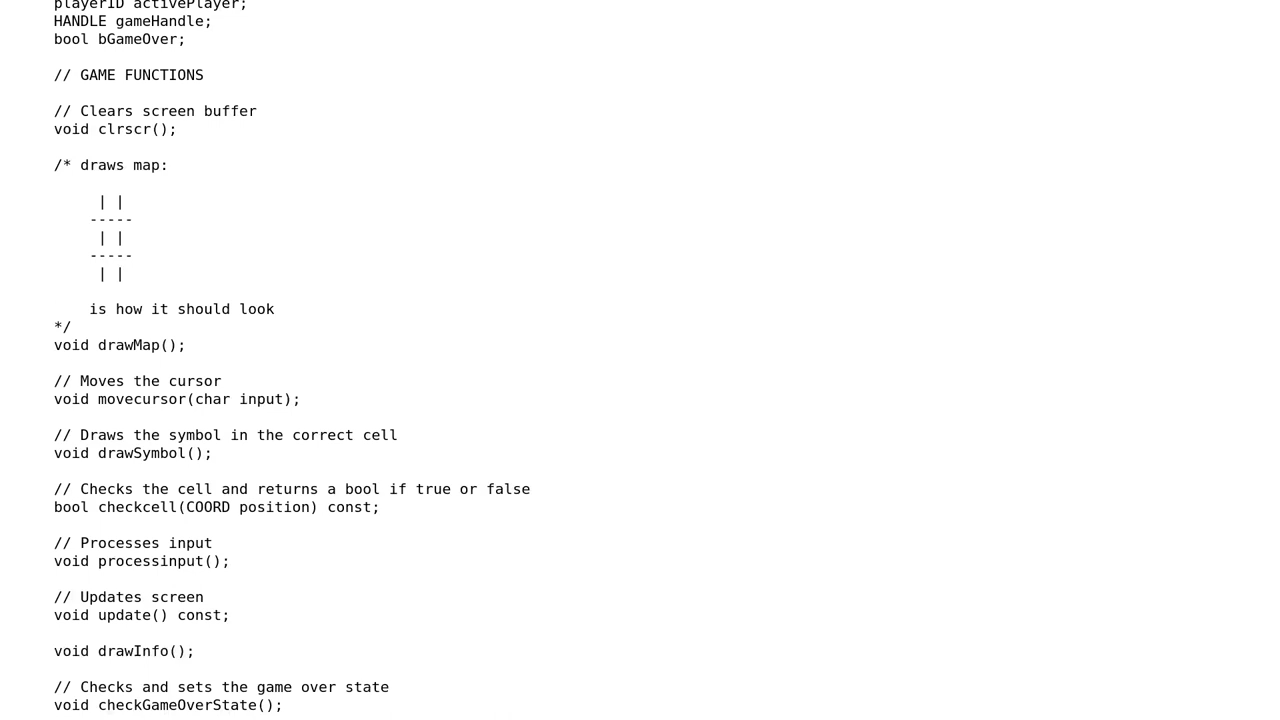 playerID activePlayer;
HANDLE gameHandle;
bool bGameOver;

// GAME FUNCTIONS

// Clears screen buffer
void clrscr();

/* draws map:

     | |
    -----
     | |
    -----
     | |

    is how it should look
*/
void drawMap();

// Moves the cursor
void movecursor(char input);

// Draws the symbol in the correct cell
void drawSymbol();

// Checks the cell and returns a bool if true or false
bool checkcell(COORD position) const;

// Processes input
void processinput();

// Updates screen
void update() const;

void drawInfo();

// Checks and sets the game over state
void checkGameOverState();